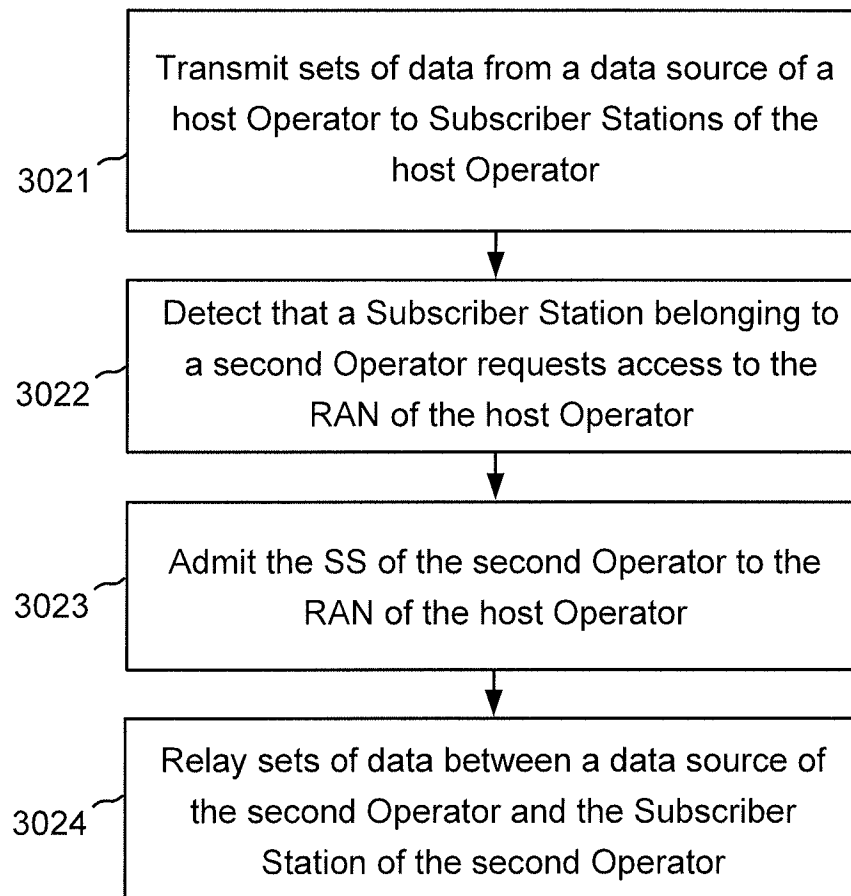 Transmit sets of data from a data source of a
host Operator to Subscriber Stations of the
host Operator
3021
Detect that a Subscriber Station belonging to
a second Operator requests access to the
RAN of the host Operator
3022
Admit the SS of the second Operator to the
RAN of the host Operator
3023
Relay sets of data between a data source of
the second Operator and the Subscriber
Station of the second Operator
3024